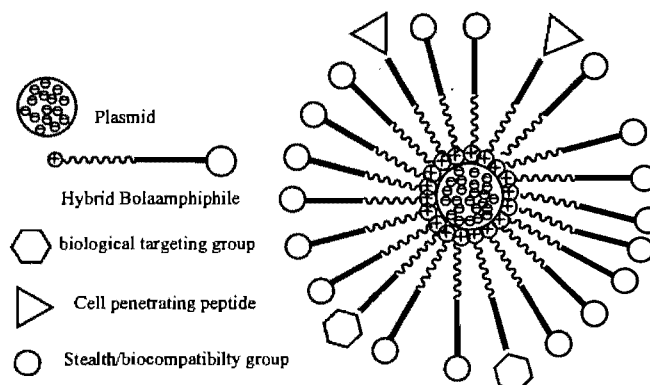 Plasmid
Hybrid Bolaamphiphile
biological targeting group
Cell penetrating peptide
Stealth/biocompatibilty group